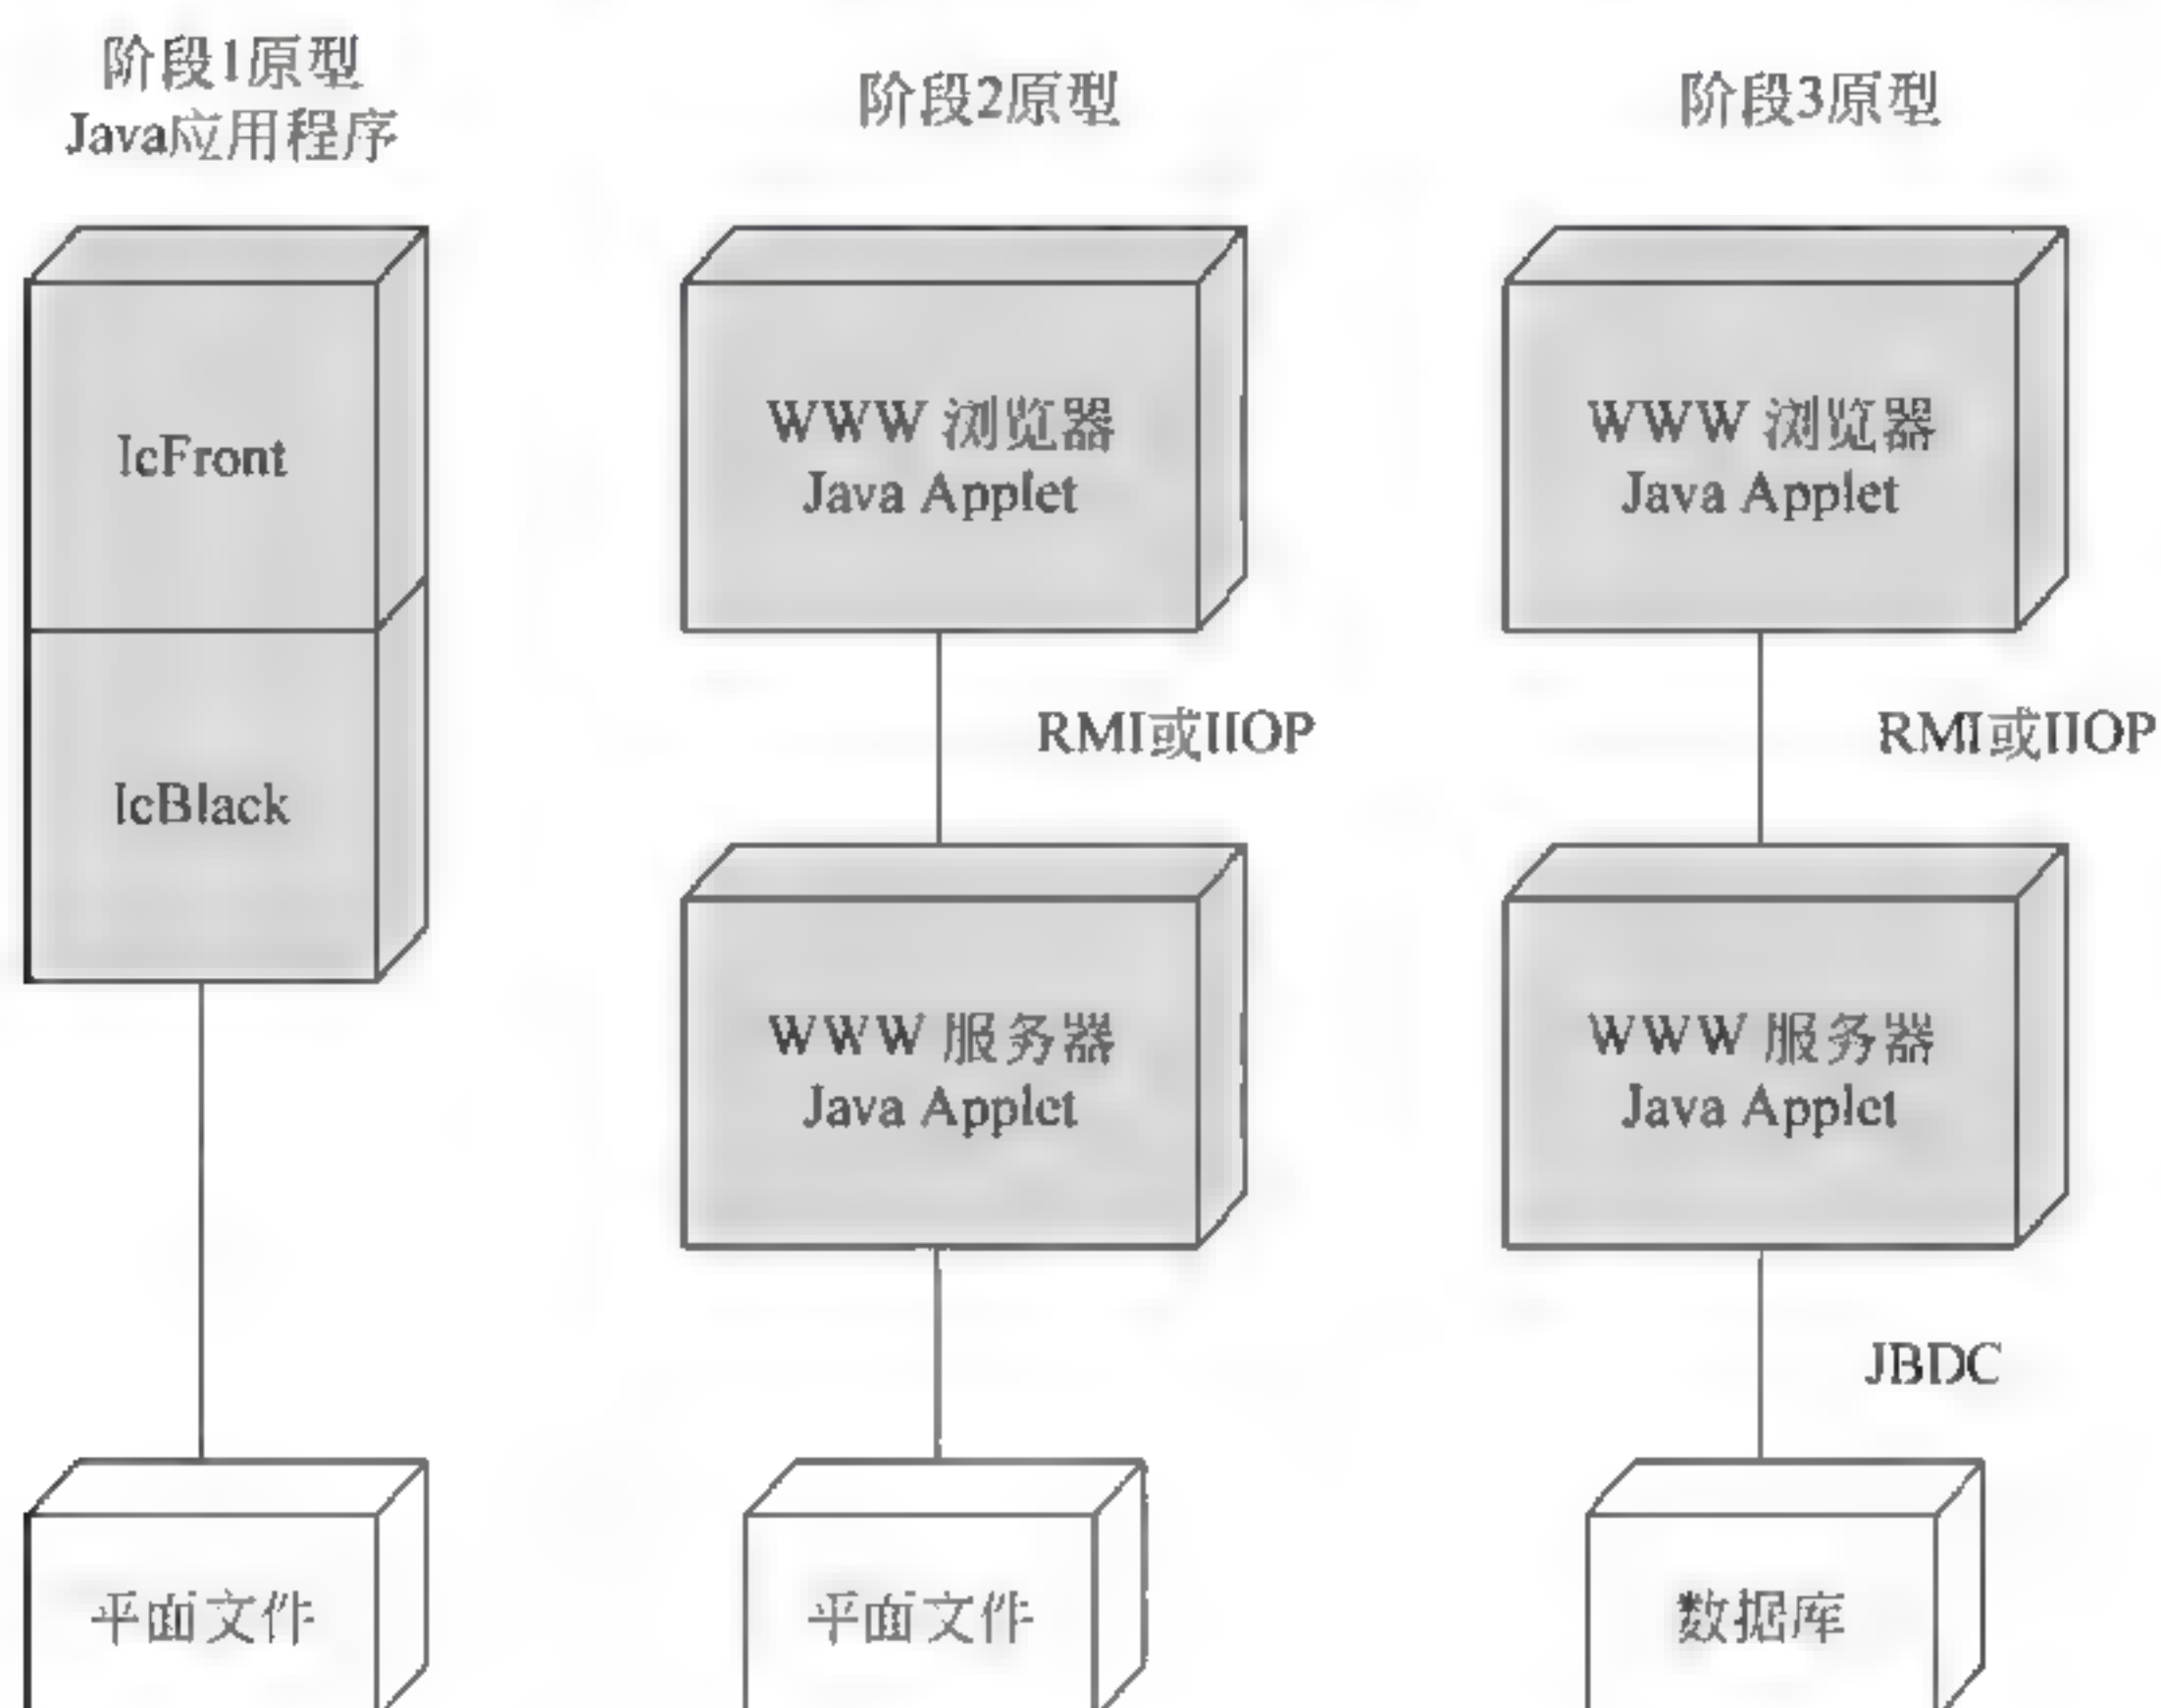 阶段1原型
Java应用程序
IcFront
IcBlack
平面文件
阶段2原型
WWW 浏览器
Java Applet
RMI或IIOP
WWW 服务器
Java Applet
平面文件
阶段3原型
WWW 浏览器
Java Applet
RMI或IIOP
WWW 服务器
Java Applet
JBDC
数据库